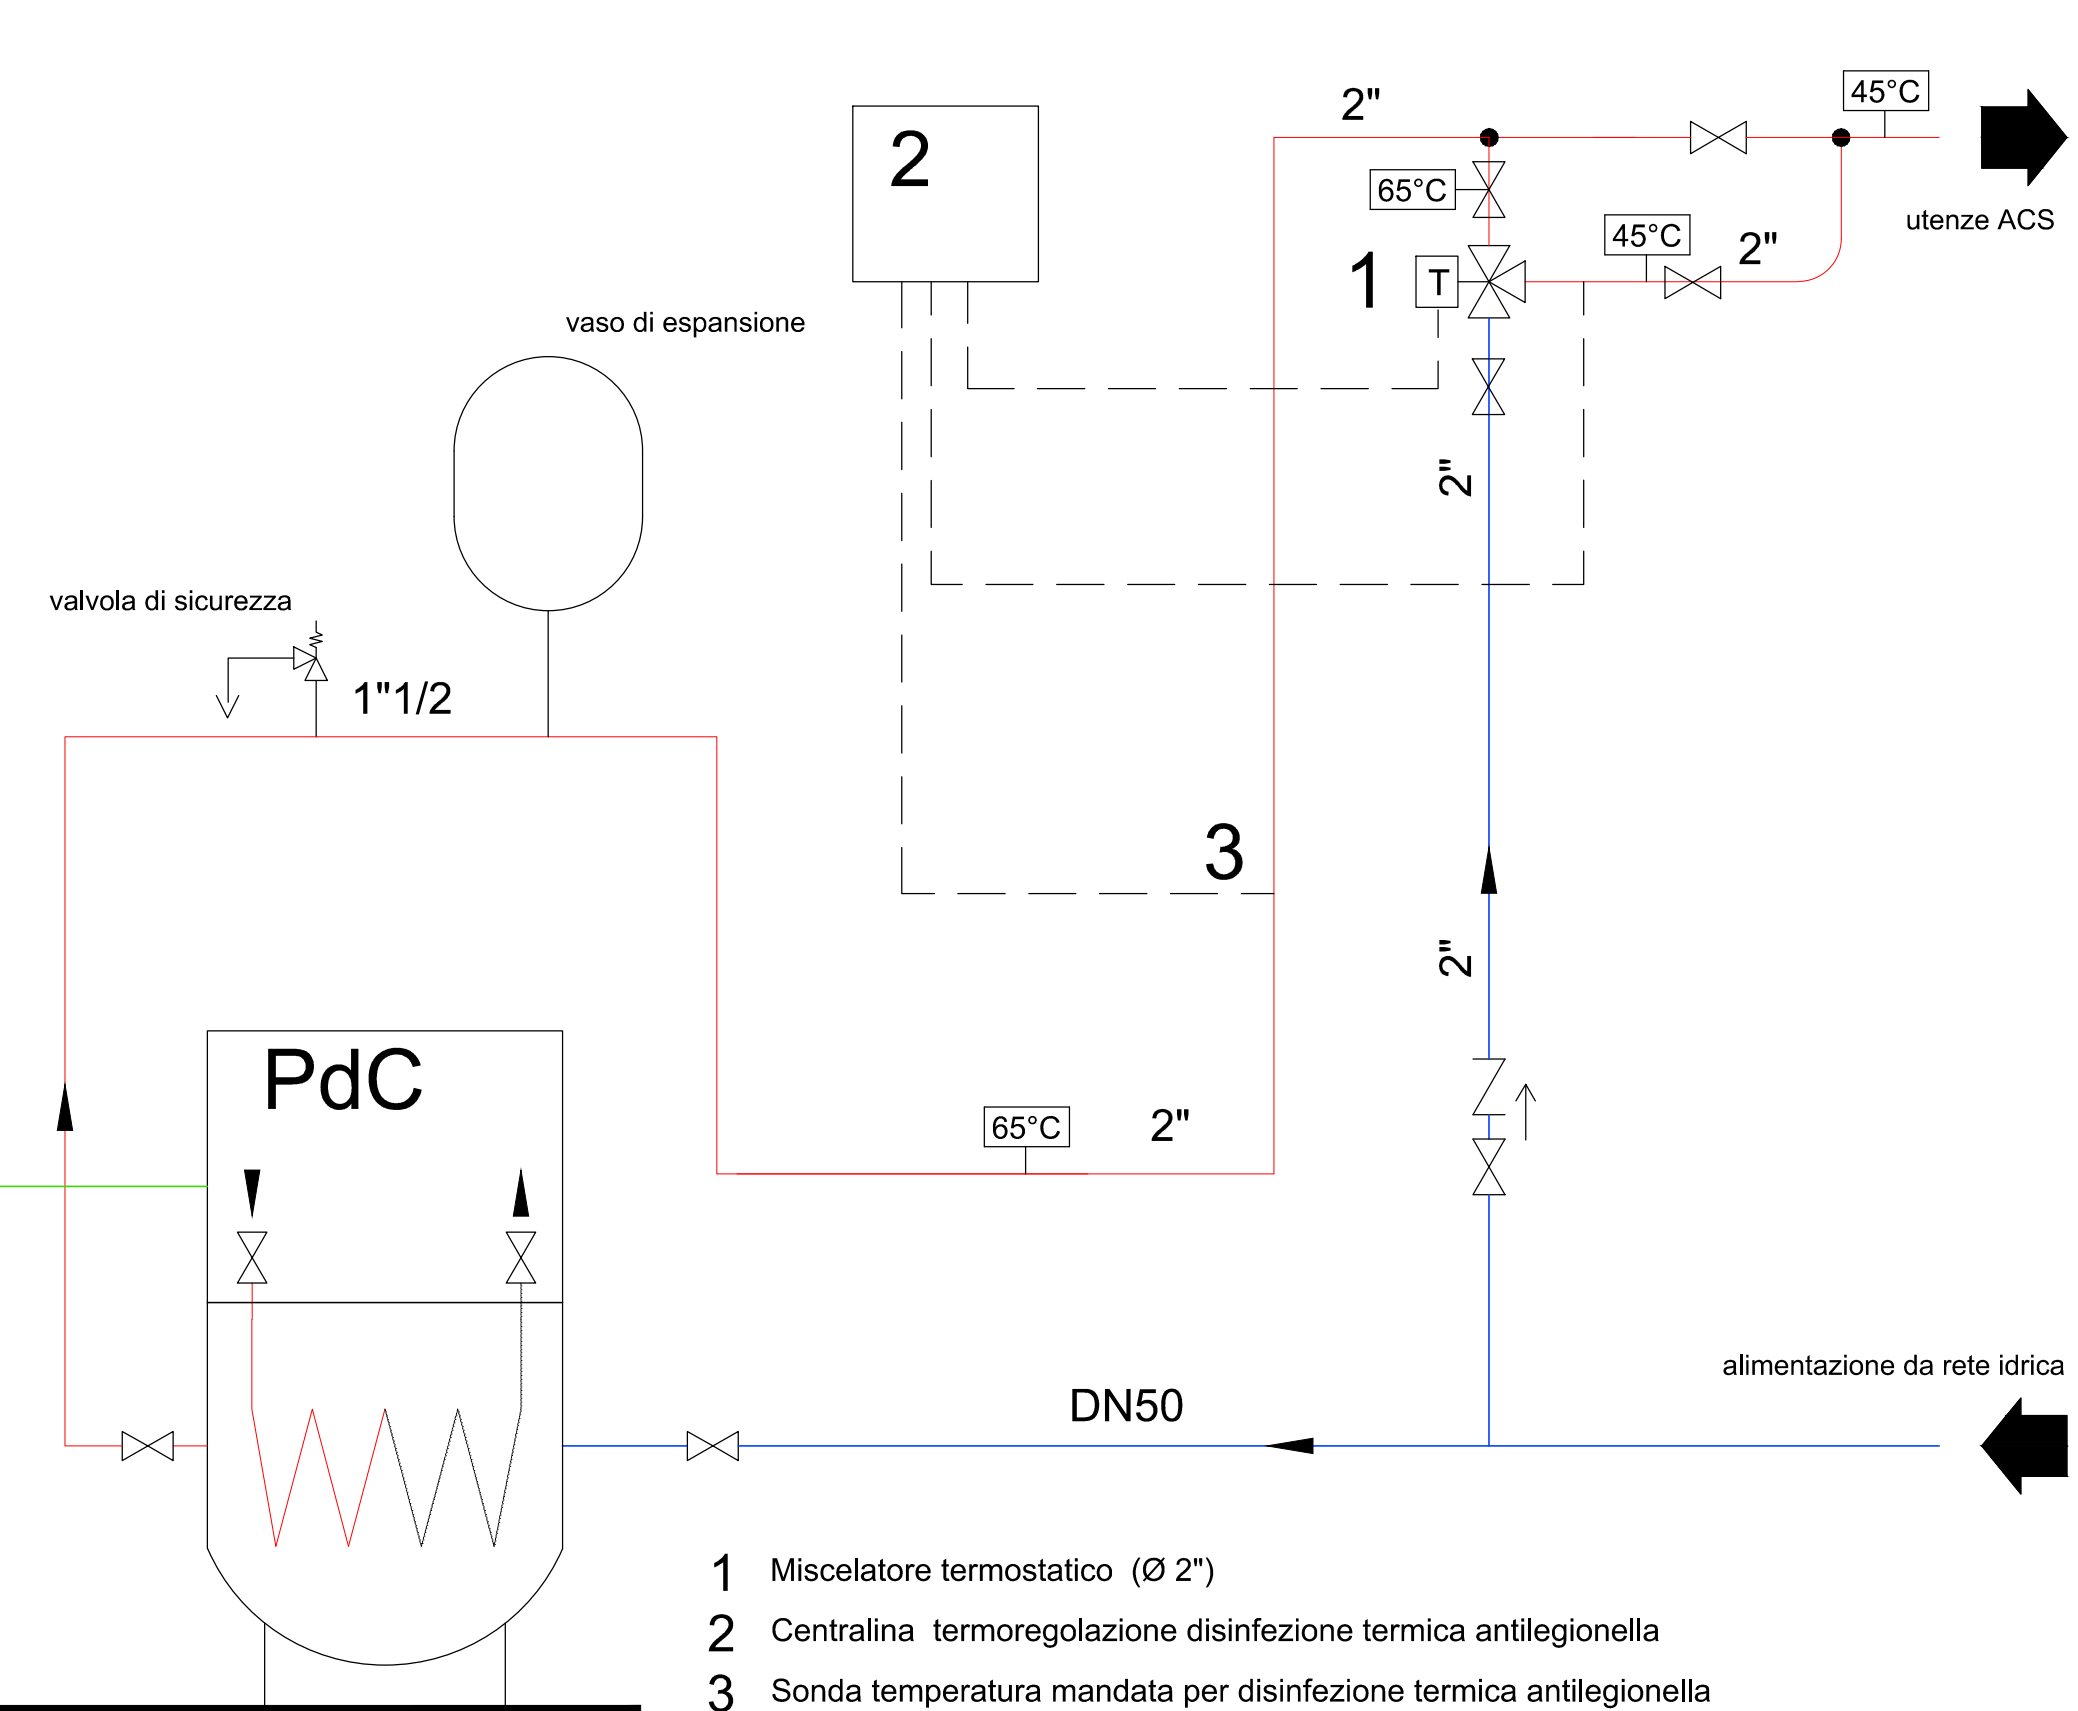 45°C
2"
2
65°C
utenze ACS
45°C
2"
1
T
vaso di espansione
2"
valvola di sicurezza
1"1/2
3
2"
PdC
65°C
2"
alimentazione da rete idrica
DN50
1 Miscelatore termostatico (Ø 2")
2 Centralina termoregolazione disinfezione termica antilegionella
3 Sonda temperatura mandata per disinfezione termica antilegionella